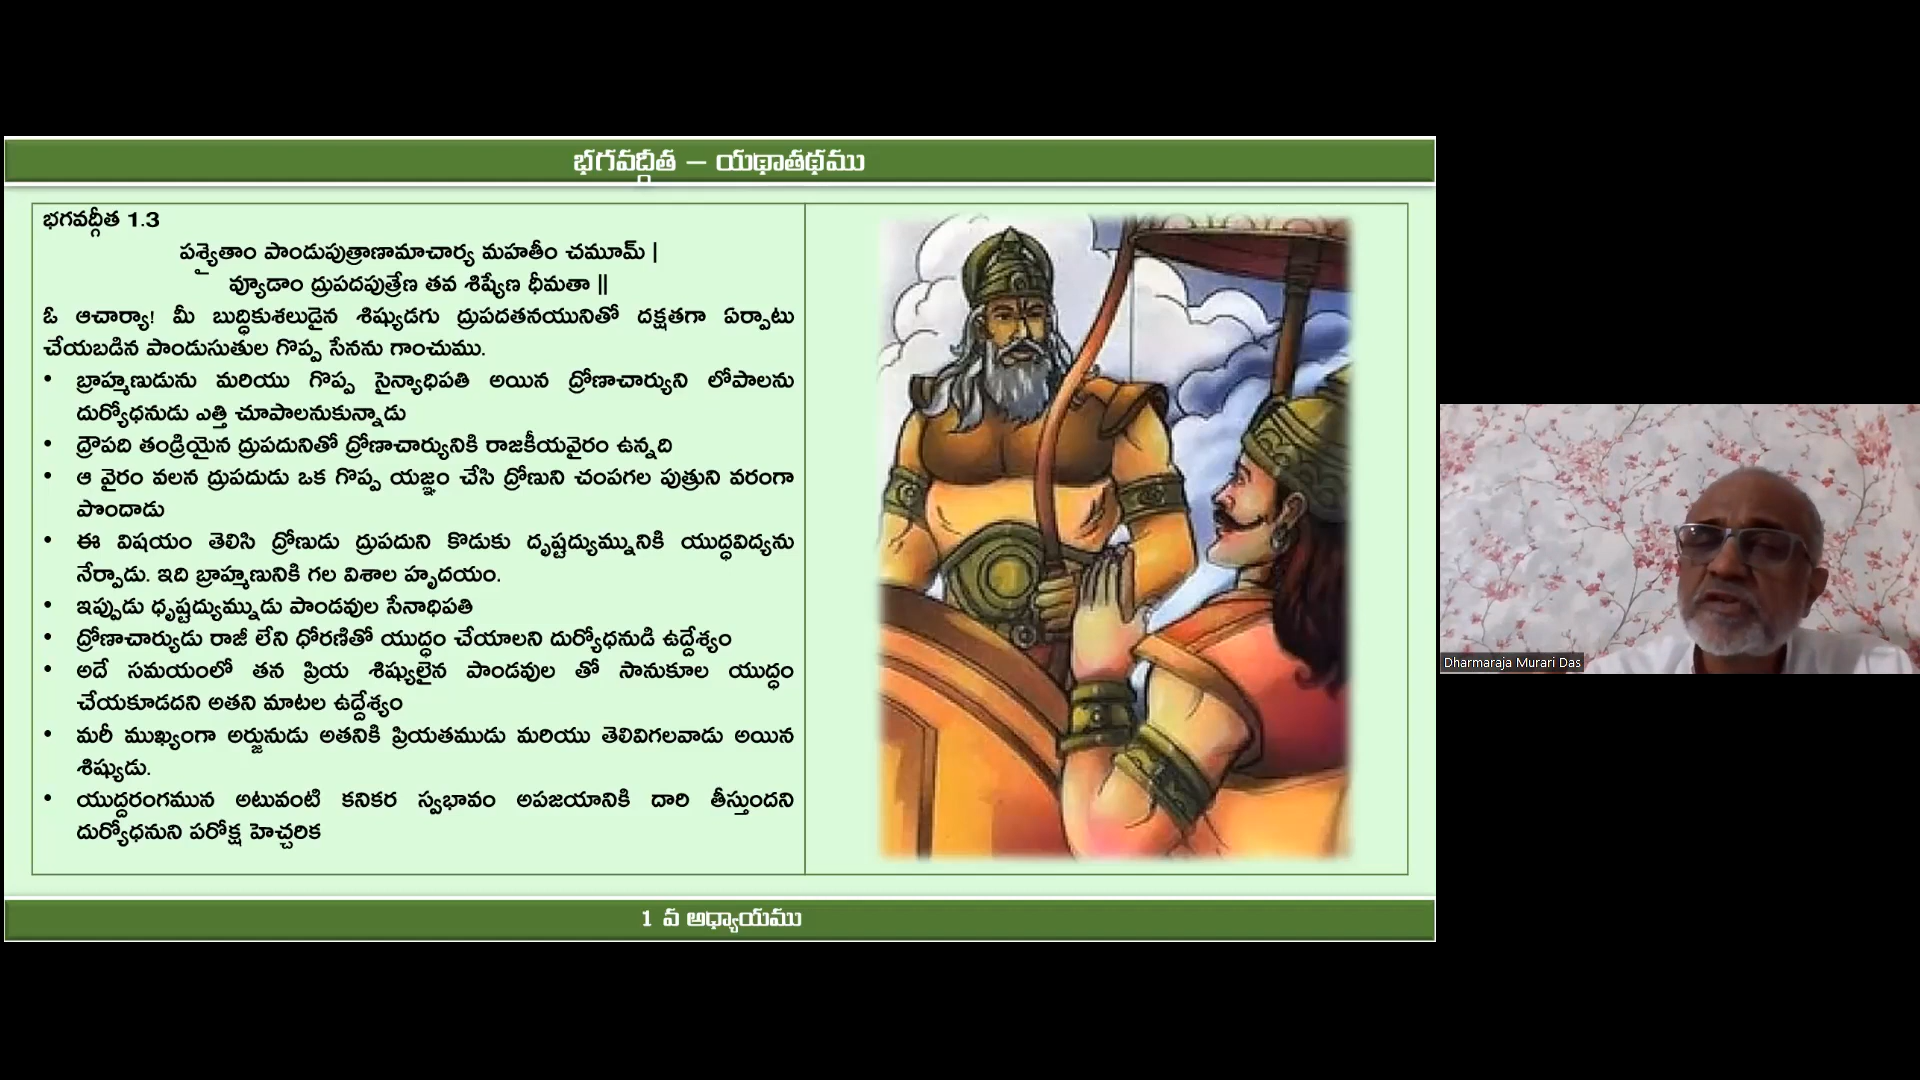 భగవద్గీత – యథాతథము
భగవద్గీత 1.3
పశ్యైతాం పాండుపుత్రాణామాచార్య మహతీం చమూమ్ |
వ్యూడాం ద్రుపదపుత్రేణ తవ శిష్యేణ ధీమతా ||
ఓ ఆచార్యా! మీ బుద్ధికుశలుడైన శిష్యుడగు ద్రుపదతనయునితో దక్షతగా ఏర్పాటు
చేయబడిన పాండుసుతుల గొప్ప సేనను గాంచుము.
• బ్రాహ్మణుడును మరియు గొప్ప సైన్యాధిపతి అయిన ద్రోణాచార్యుని లోపాలను
దుర్యోధనుడు ఎత్తి చూపాలనుకున్నాడు
• ద్రౌపది తండ్రియైన ద్రుపదునితో ద్రోణాచార్యునికి రాజకీయవైరం ఉన్నది
• ఆ వైరం వలన ద్రుపదుడు ఒక గొప్ప యజ్ఞం చేసి ద్రోణుని చంపగల పుత్రుని వరంగా
పొందాడు
• ఈ విషయం తెలిసి ద్రోణుడు ద్రుపదుని కొడుకు దృష్టద్యుమ్నునికి యుద్ధవిద్యను
నేర్పాడు. ఇది బ్రాహ్మణునికి గల విశాల హృదయం.
• ఇప్పుడు ధృష్టద్యుమ్నుడు పాండవుల సేనాధిపతి
• ద్రోణాచార్యుడు రాజీ లేని ధోరణితో యుద్ధం చేయాలని దుర్యోధనుడి ఉద్దేశ్యం
• అదే సమయంలో తన ప్రియ శిష్యులైన పాండవుల తో సానుకూల యుద్ధం
చేయకూడదని అతని మాటల ఉద్దేశ్యం
• మరీ ముఖ్యంగా అర్జునుడు అతనికి ప్రియతముడు మరియు తెలివిగలవాడు అయిన
శిష్యుడు.
• యుద్దరంగమున అటువంటి కనికర స్వభావం అపజయానికి దారి తీస్తుందని
దుర్యోధనుని పరోక్ష హెచ్చరిక
1 వ అధ్యాయము
Dharmaraja Murari Das